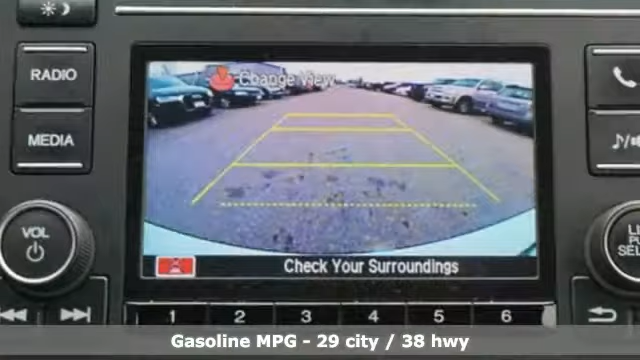 RADIO
MEDIA
VOL
Change View
Check Your Surroundings
SEL
1 2 3 4 5 6
Gasoline MPG - 29 city / 38 hwy